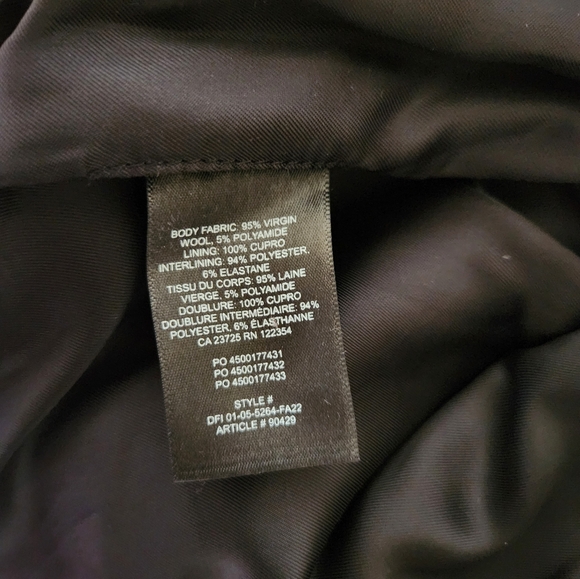 BODY FABRIC: 95% VIRGIN
WOOL, 5% POLYAMIDE
LINING: 100% CUPRO
INTERLINING: 94% POLYESTER,
6% ELASTANE
TISSU DU CORPS: 95% LAINE
VIERGE, 5% POLYAMIDE
DOUBLURE: 100% CUPRO
DOUBLURE INTERMÉDIAIRE: 94%
POLYESTER, 6% ÉLASTHANNE
CA 23725 RN 122354
PO 4500177431
PO 4500177432
PO 4500177433
STYLE #
DFI 01-05-5264-FA22
ARTICLE # 90429